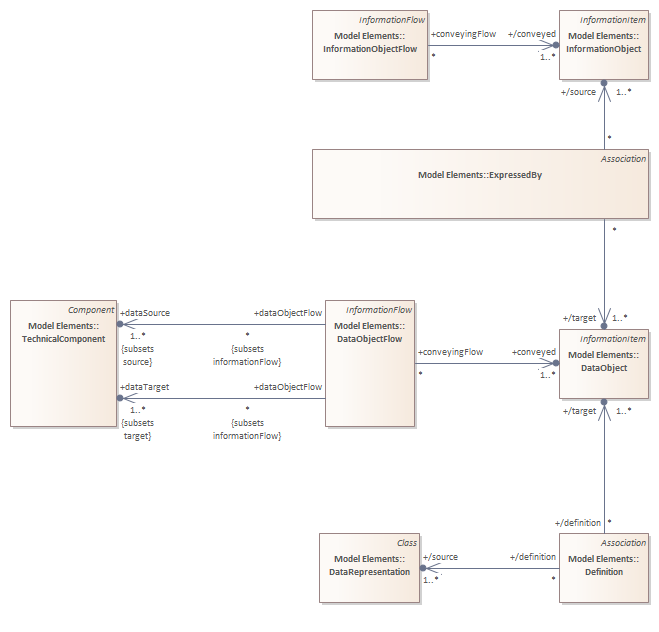 InformationFlow
Model Elements::
InformationObjectFlow
+conveyingFlow
+/conveyed
*
1..*
InformationItem
Model Elements::
InformationObject
+/source
1..*
*
Association
Model Elements::ExpressedBy
*
+/target
1..*
Component
Model Elements::
TechnicalComponent
+dataSource
+dataObjectFlow
1..*
*
{subsets
source}
{subsets
informationFlow}
+dataTarget
+dataObjectFlow
1..*
*
{subsets
target}
{subsets
informationFlow}
InformationFlow
Model Elements::
DataObjectFlow
+conveyingFlow
+conveyed
*
1..*
InformationItem
Model Elements::
DataObject
+/target
1..*
+/definition
*
Class
Model Elements::
DataRepresentation
+/source
+/definition
1..*
*
Association
Model Elements::
Definition